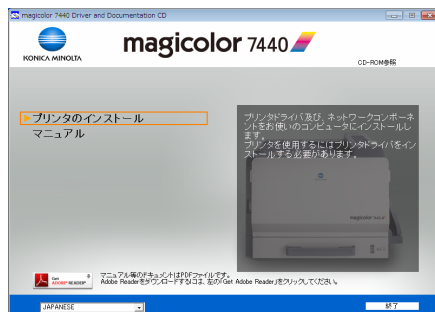 magicolor 7440 Driver and Documentation CD
KONICA MINOLTA
magicolor 7440
CD-ROM参照
プリンタのインストール
マニュアル
プリンタドライバ及び、ネットワークコンポーネ
ントをお使いのコンピュータにインストールし
ます。
プリンタを使用するにはプリンタドライバをイン
ストールする必要があります。
Get
ADOBE® READER®
マニュアル等のドキュメントはPDFファイルです。
Adobe Readerをダウンロードするには、左の「Get Adobe Reader」をクリックしてください。
JAPANESE
終了